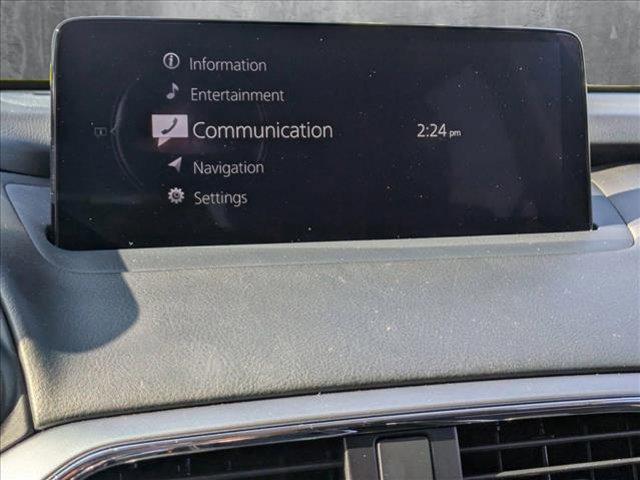 Information
Entertainment
Communication
2:24 pm
Navigation
Settings